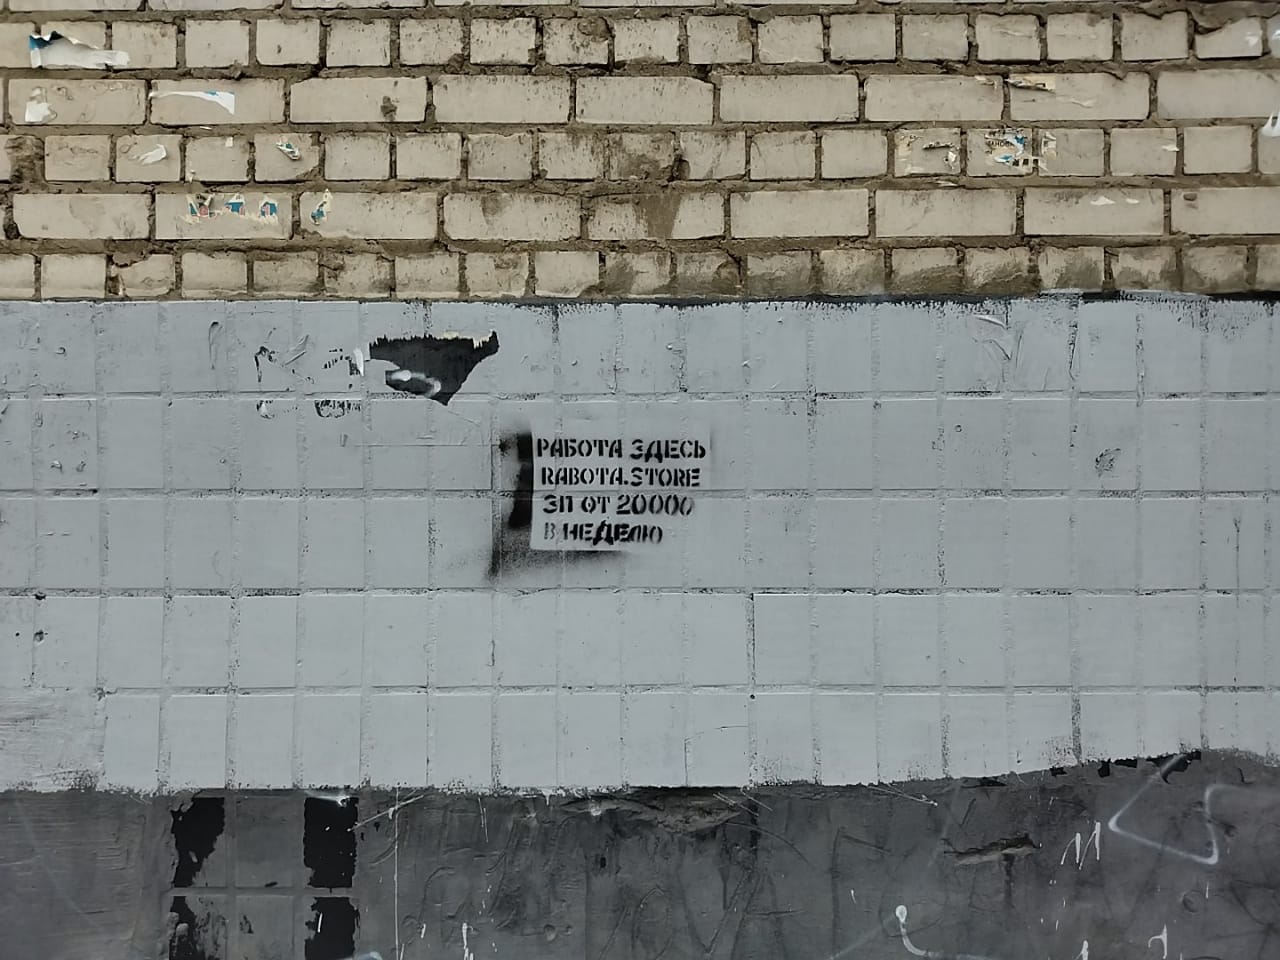 РАБОТА ЗДЕСЬ
RABOTA.STORE
ЗП ОТ 20000
В НЕДЕЛЮ